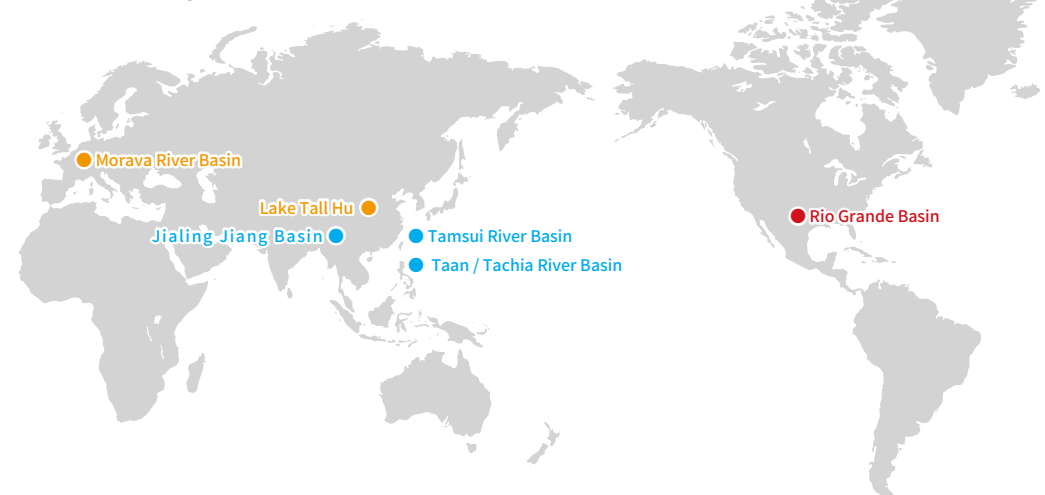 Morava River Basin
Lake Tall Hu
Rio Grande Basin
Jialing Jiang Basin
Tamsui River Basin
Taan / Tachia River Basin